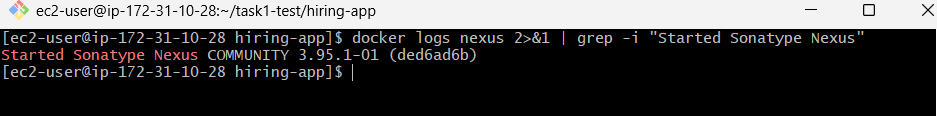 ec2-user@ip-172-31-10-28:~/task1-test/hiring-app
[ec2-user@ip-172-31-10-28 hiring-app]$ docker logs nexus 2>&1 | grep -i "Started Sonatype Nexus"
Started Sonatype Nexus COMMUNITY 3.95.1-01 (ded6ad6b)
[ec2-user@ip-172-31-10-28 hiring-app]$